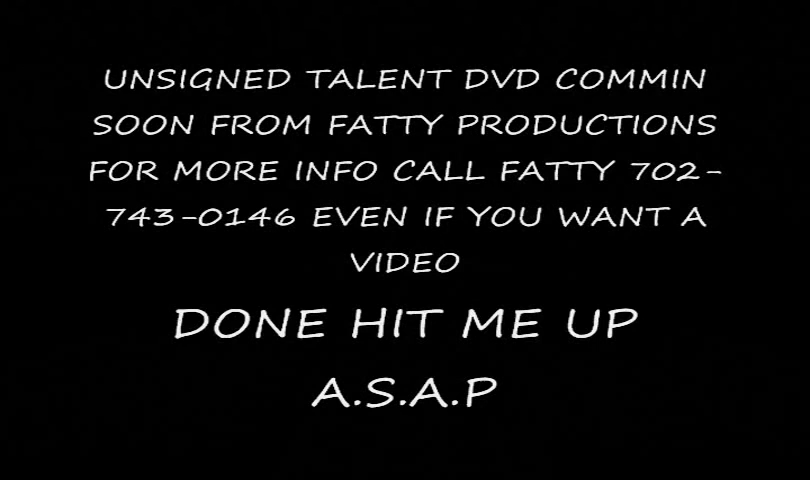 UNSIGNED TALENT DVD COMMIN
SOON FROM FATTY PRODUCTIONS
FOR MORE INFO CALL FATTY 702-
743-0146 EVEN IF YOU WANT A
VIDEO
DONE HIT ME UP
A.S.A.P